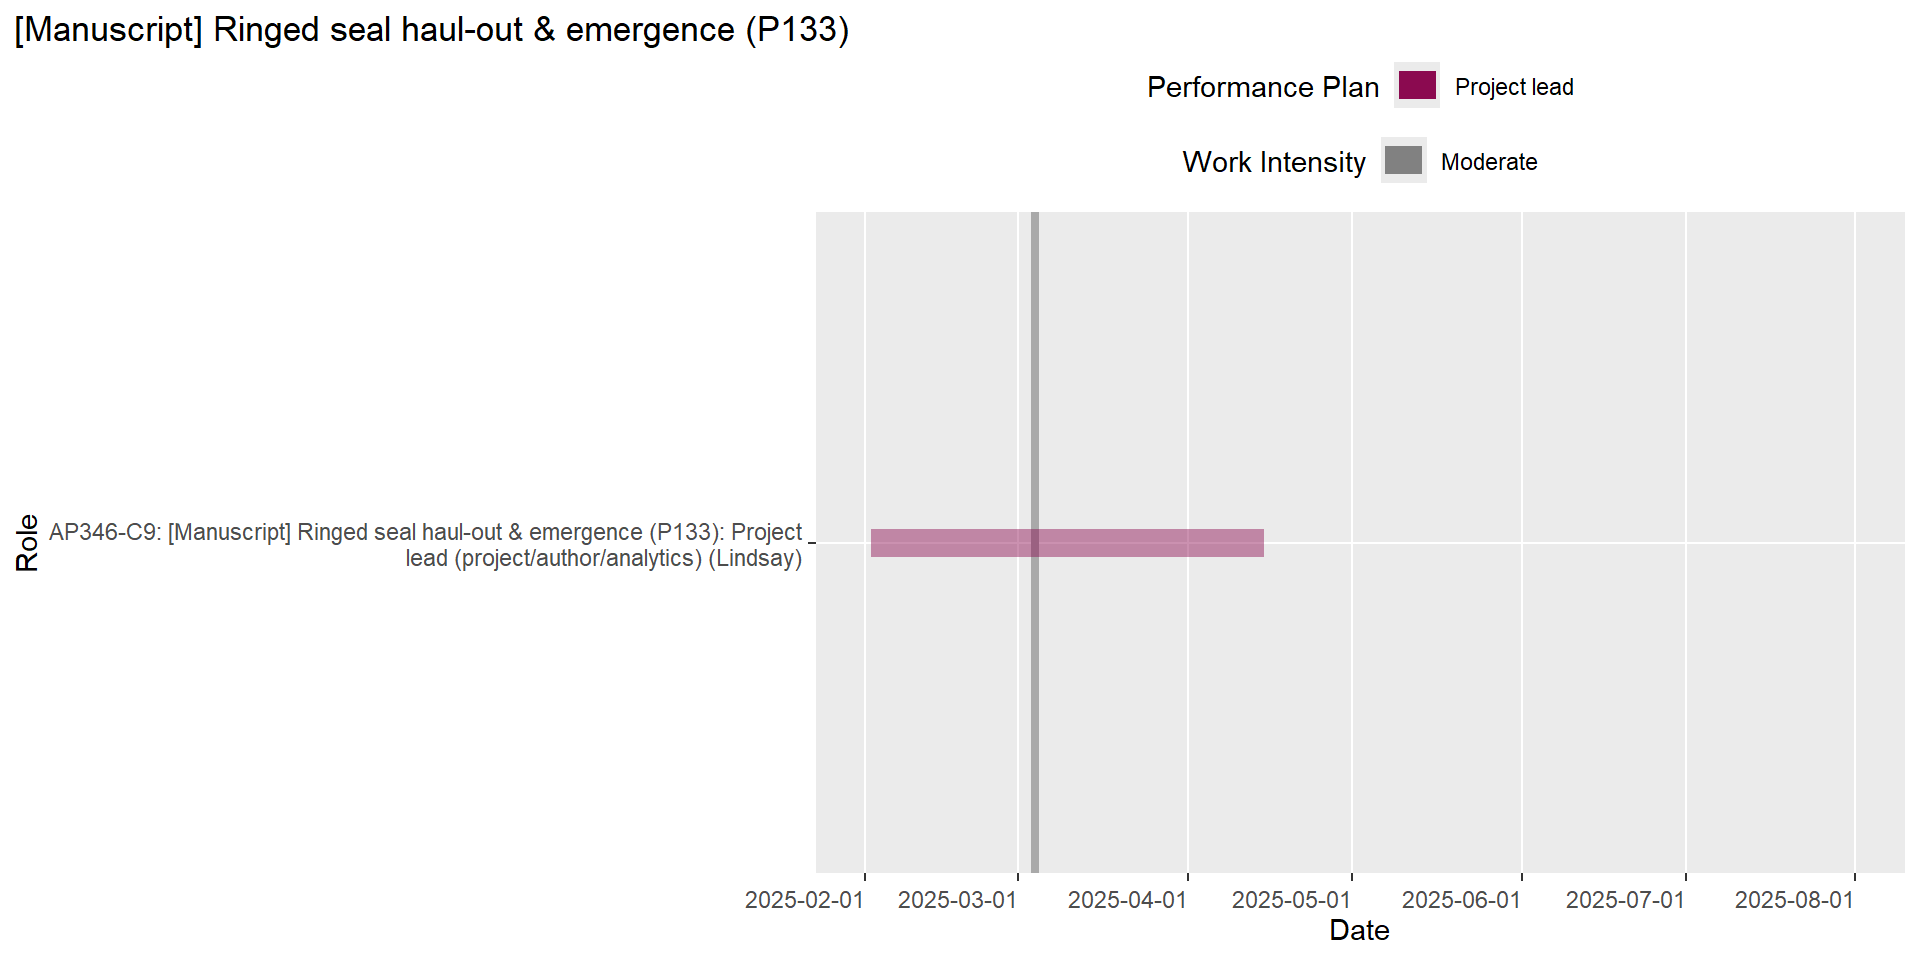 [Manuscript] Ringed seal haul-out & emergence (P133)
Performance Plan
Project lead
Work Intensity
Moderate
Role
AP346-C9: [Manuscript] Ringed seal haul-out & emergence (P133): Project
lead (project/author/analytics) (Lindsay)
2025-02-01
2025-03-01
2025-04-01
2025-05-01
2025-06-01
2025-07-01
2025-08-01
Date